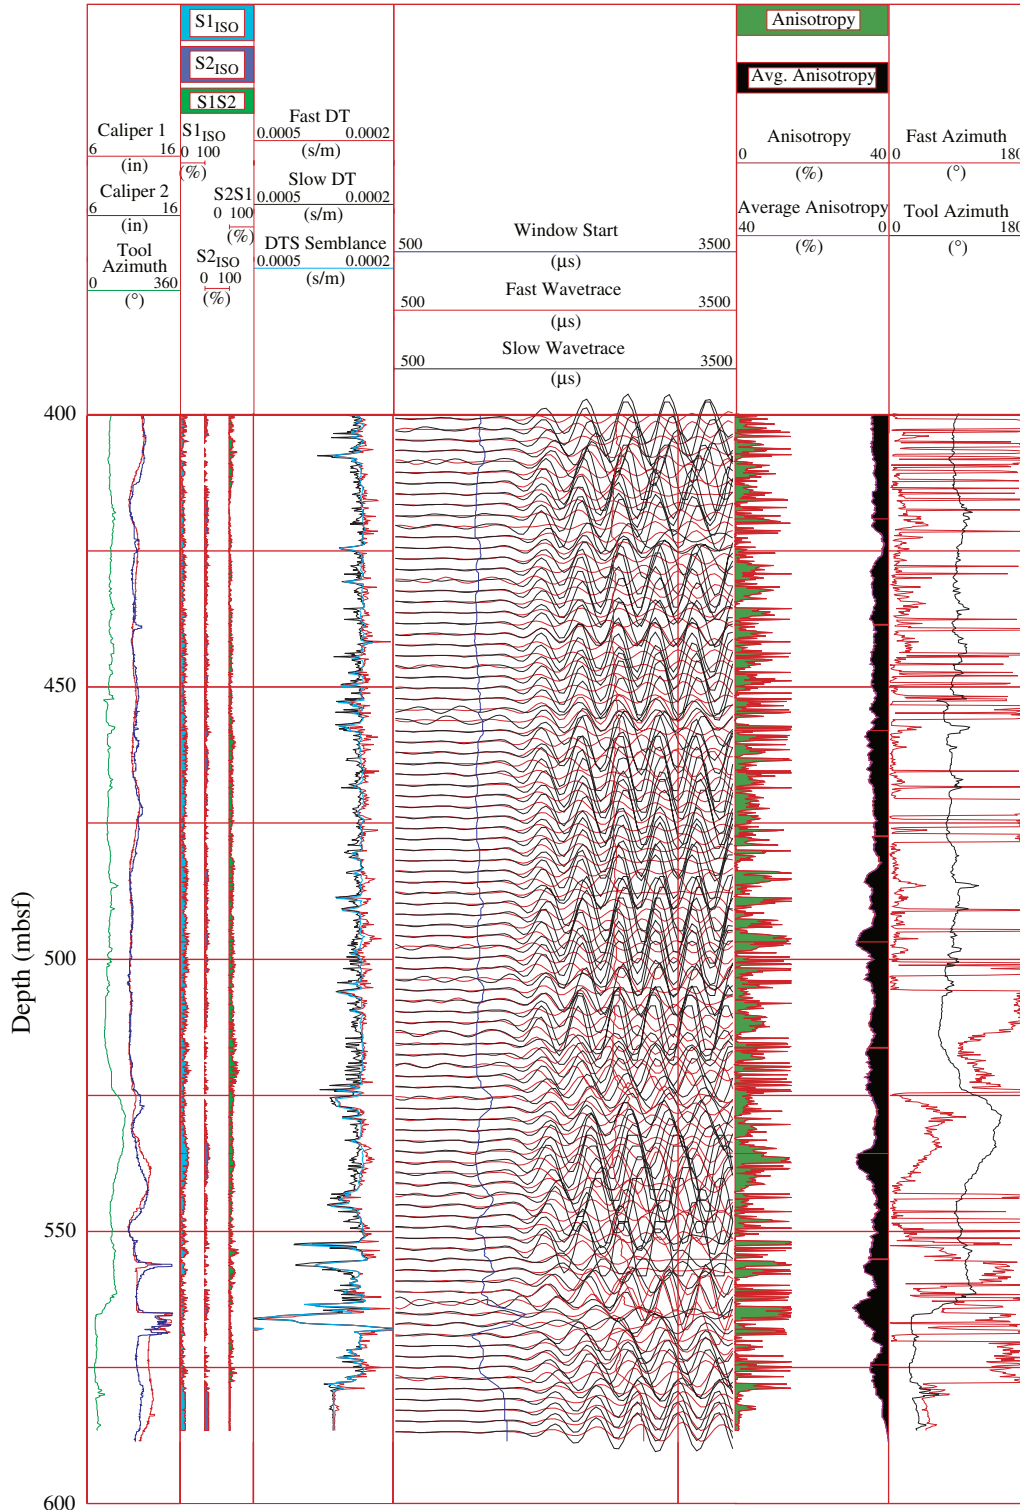 S1ISO
S2ISO
S1S2
Anisotropy
Avg. Anisotropy
Caliper 1
6 16
(in)
Caliper 2
6 16
(in)
Tool
Azimuth
0 360
(°)
S1ISO
0 100
(%)
S2S1
0 100
(%)
S2ISO
0 100
(%)
Fast DT
0.0005 0.0002
(s/m)
Slow DT
0.0005 0.0002
(s/m)
DTS Semblance
0.0005 0.0002
(s/m)
Window Start
500 3500
(µs)
Fast Wavetrace
500 3500
(µs)
Slow Wavetrace
500 3500
(µs)
Anisotropy
0 40
(%)
Average Anisotropy
40 0
(%)
Fast Azimuth
0 180
(°)
Tool Azimuth
0 180
(°)
400
450
500
550
600
Depth (mbsf)